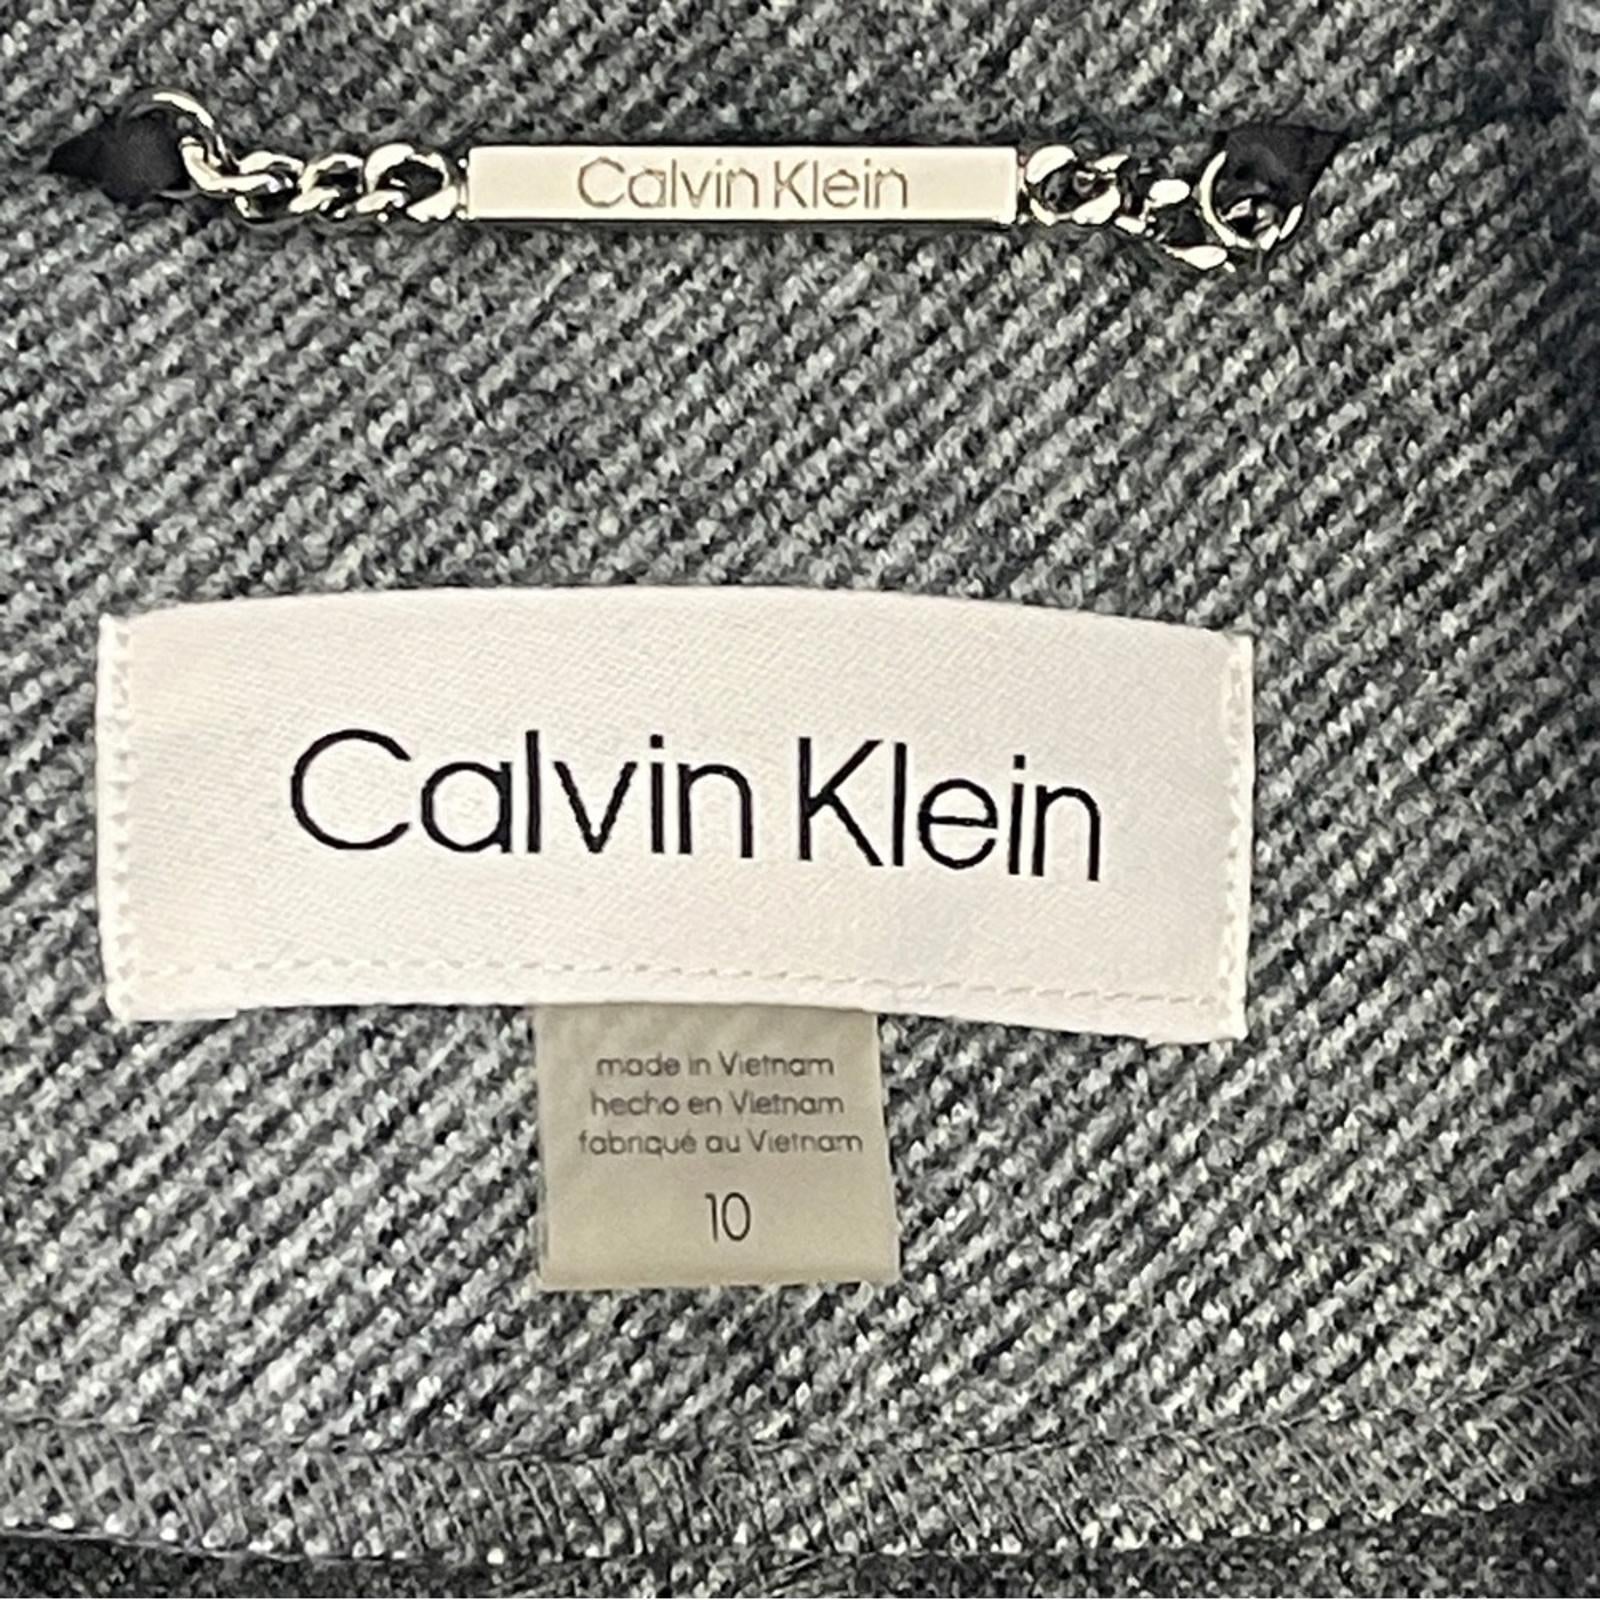 Calvin Klein
Calvin Klein
made in Vietnam
hecho en Vietnam
fabriqué au Vietnam
10